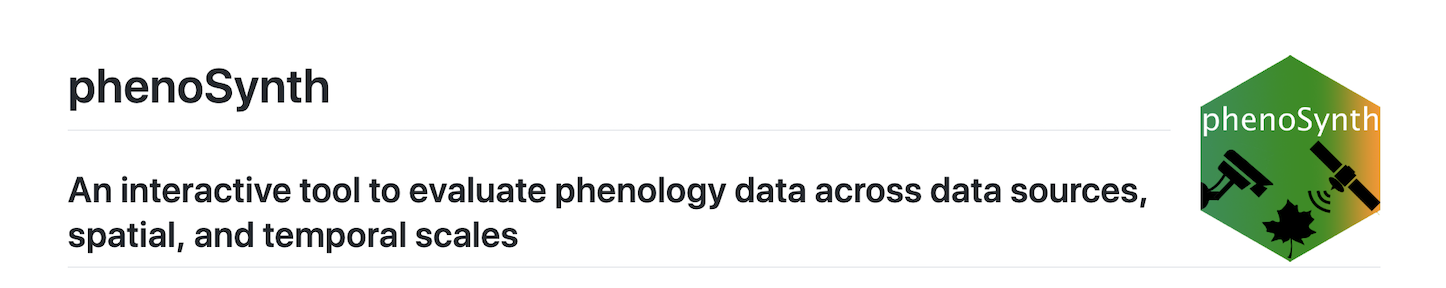 phenoSynth
phenoSynth
An interactive tool to evaluate phenology data across data sources,
spatial, and temporal scales